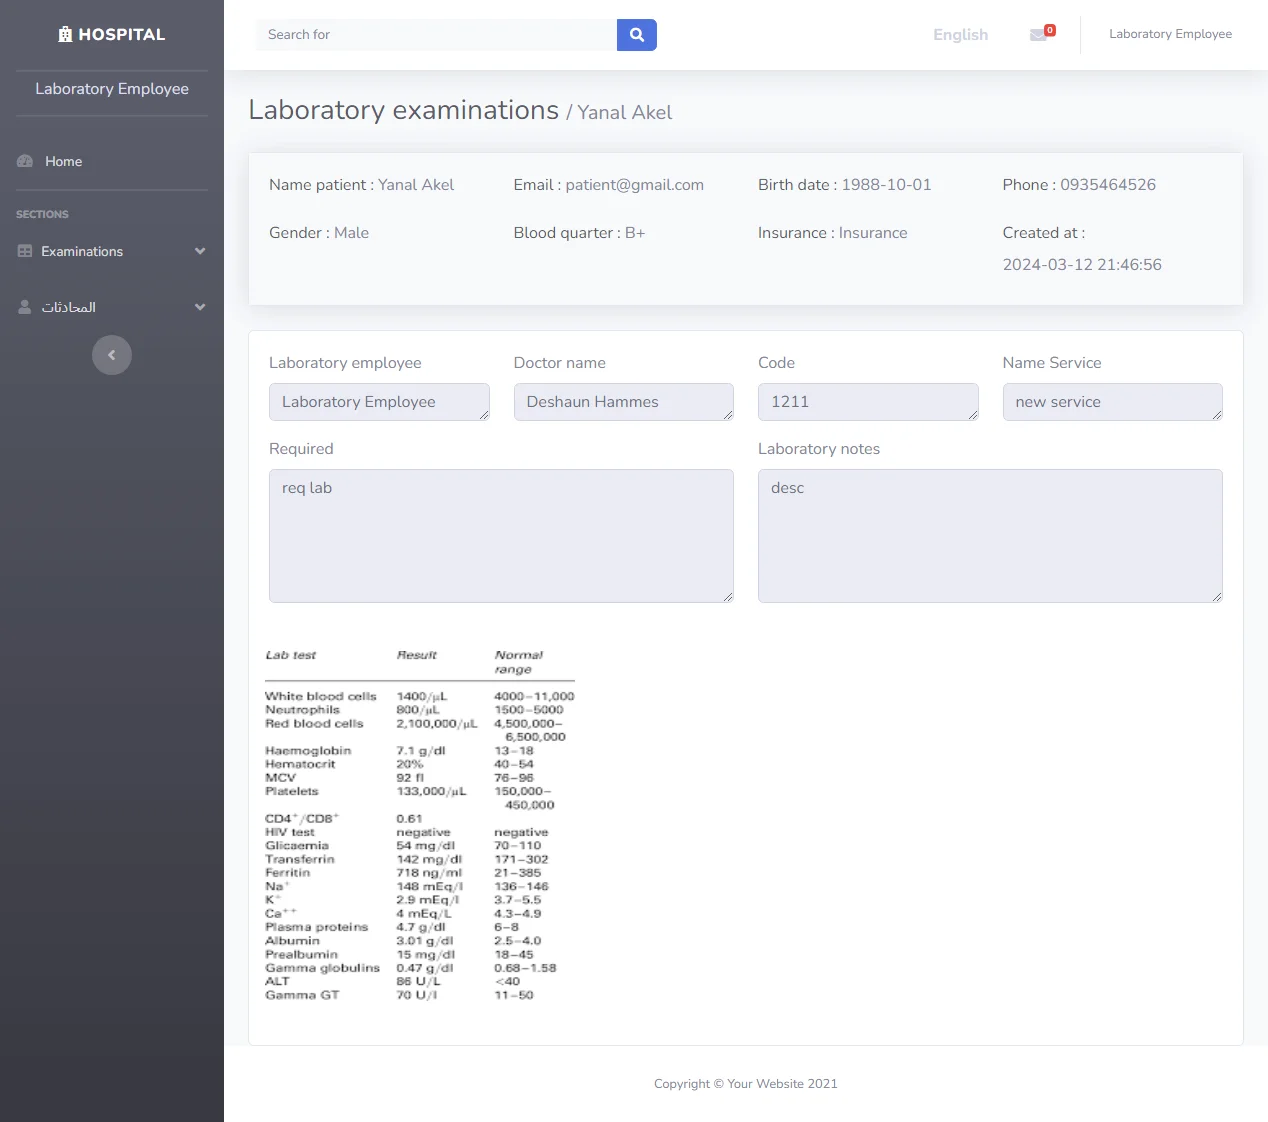 HOSPITAL
Search for
English
0
Laboratory Employee
Laboratory Employee
Home
SECTIONS
Examinations
المحادثات
Laboratory examinations / Yanal Akel
Name patient : Yanal Akel
Email : patient@gmail.com
Birth date : 1988-10-01
Phone : 0935464526
Gender : Male
Blood quarter : B+
Insurance : Insurance
Created at :
2024-03-12 21:46:56
Laboratory employee
Doctor name
Code
Name Service
Laboratory Employee
Deshaun Hammes
1211
new service
Required
Laboratory notes
req lab
desc
Lab test Result Normal
range
White blood cells 1400/μL 4000–11,000
Neutrophils 800/μL 1500–5000
Red blood cells 2,100,000/μL 4,500,000–
6,500,000
Haemoglobin 7.1 g/dl 13–18
Hematocrit 20% 40–54
MCV 92 fl 76–96
Platelets 133,000/μL 150,000–
450,000
CD4⁺/CD8⁺ 0.61
HIV test negative negative
Glicaemia 54 mg/dl 70–110
Transferrin 142 mg/dl 171–302
Ferritin 718 ng/ml 21–385
Na⁺ 148 mEq/l 136–146
K⁺ 2.9 mEq/l 3.7–5.5
Ca⁺⁺ 4 mEq/L 4.3–4.9
Plasma proteins 4.7 g/dl 6–8
Albumin 3.01 g/dl 2.5–4.0
Prealbumin 15 mg/dl 18–45
Gamma globulins 0.47 g/dl 0.68–1.58
ALT 86 U/L <40
Gamma GT 70 U/l 11–50
Copyright © Your Website 2021